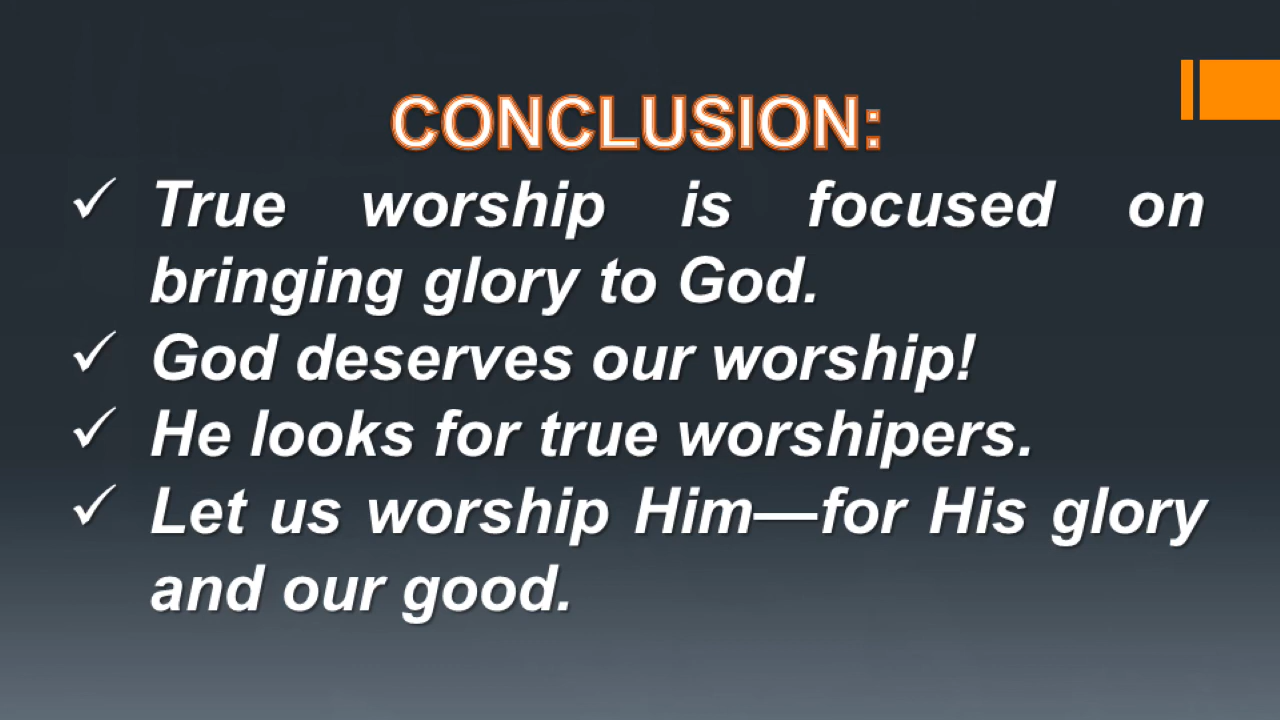 CONCLUSION:
✓ True worship is focused on
bringing glory to God.
✓ God deserves our worship!
✓ He looks for true worshipers.
✓ Let us worship Him—for His glory
and our good.